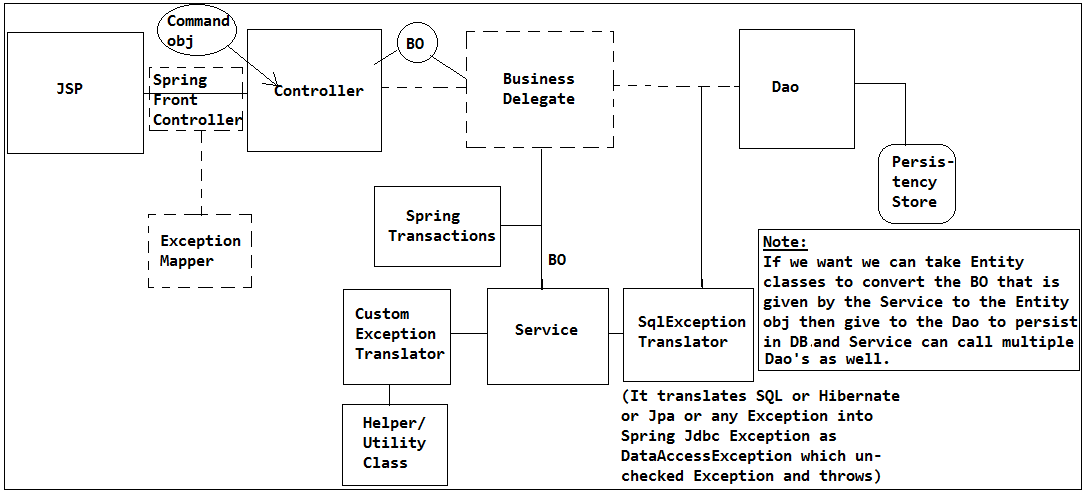 Command
obj
JSP
Spring
Front
Controller
Controller
BO
Business
Delegate
Dao
Persis-
tency
Store
Exception
Mapper
Spring
Transactions
BO
Custom
Exception
Translator
Service
SqlException
Translator
Helper/
Utility
Class
Note:
If we want we can take Entity
classes to convert the BO that is
given by the Service to the Entity
obj then give to the Dao to persist
in DB.and Service can call multiple
Dao's as well.
(It translates SQL or Hibernate
or Jpa or any Exception into
Spring Jdbc Exception as
DataAccessException which un-
checked Exception and throws)